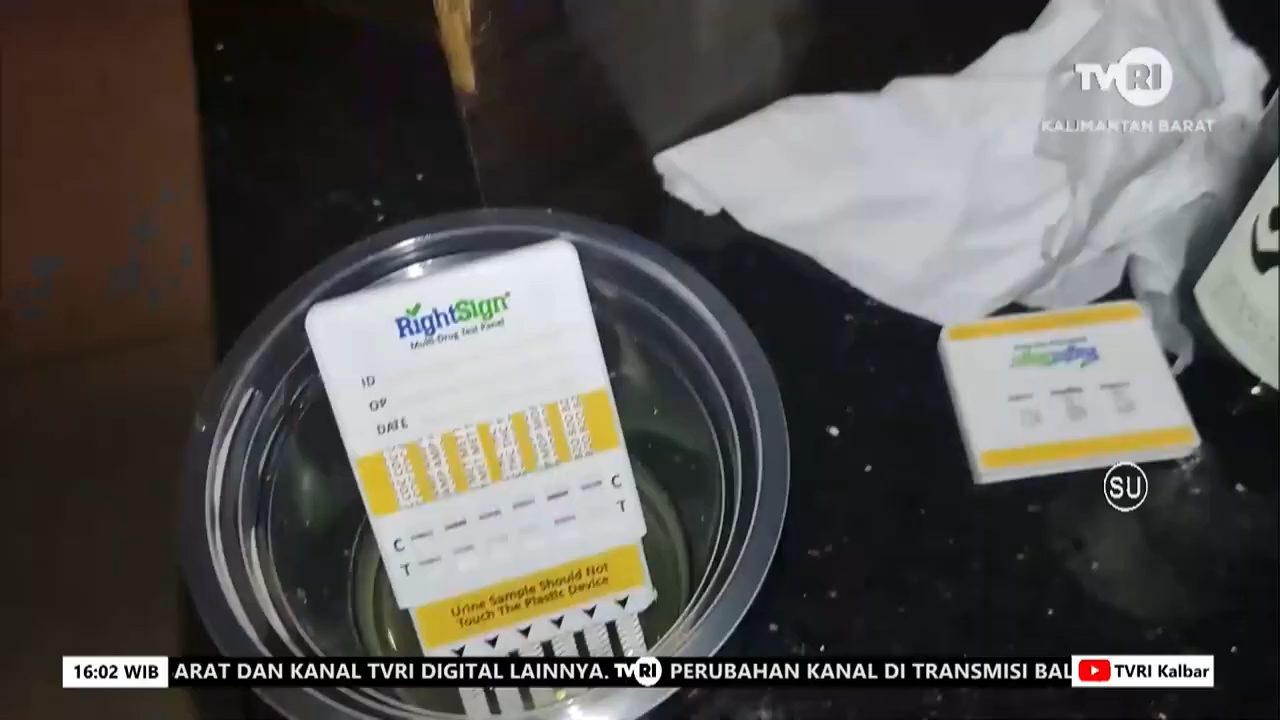 TVRI
KALIMANTAN BARAT
RightSign
Multi-Drug Test Panel
ID
OP
DATE
C
T
C
T
Urine Sample Should Not
Touch The Plastic Device
RightSign
SU
16:02 WIB ARAT DAN KANAL TVRI DIGITAL LAINNYA. TVRI PERUBAHAN KANAL DI TRANSMISI BAL TVRI Kalbar